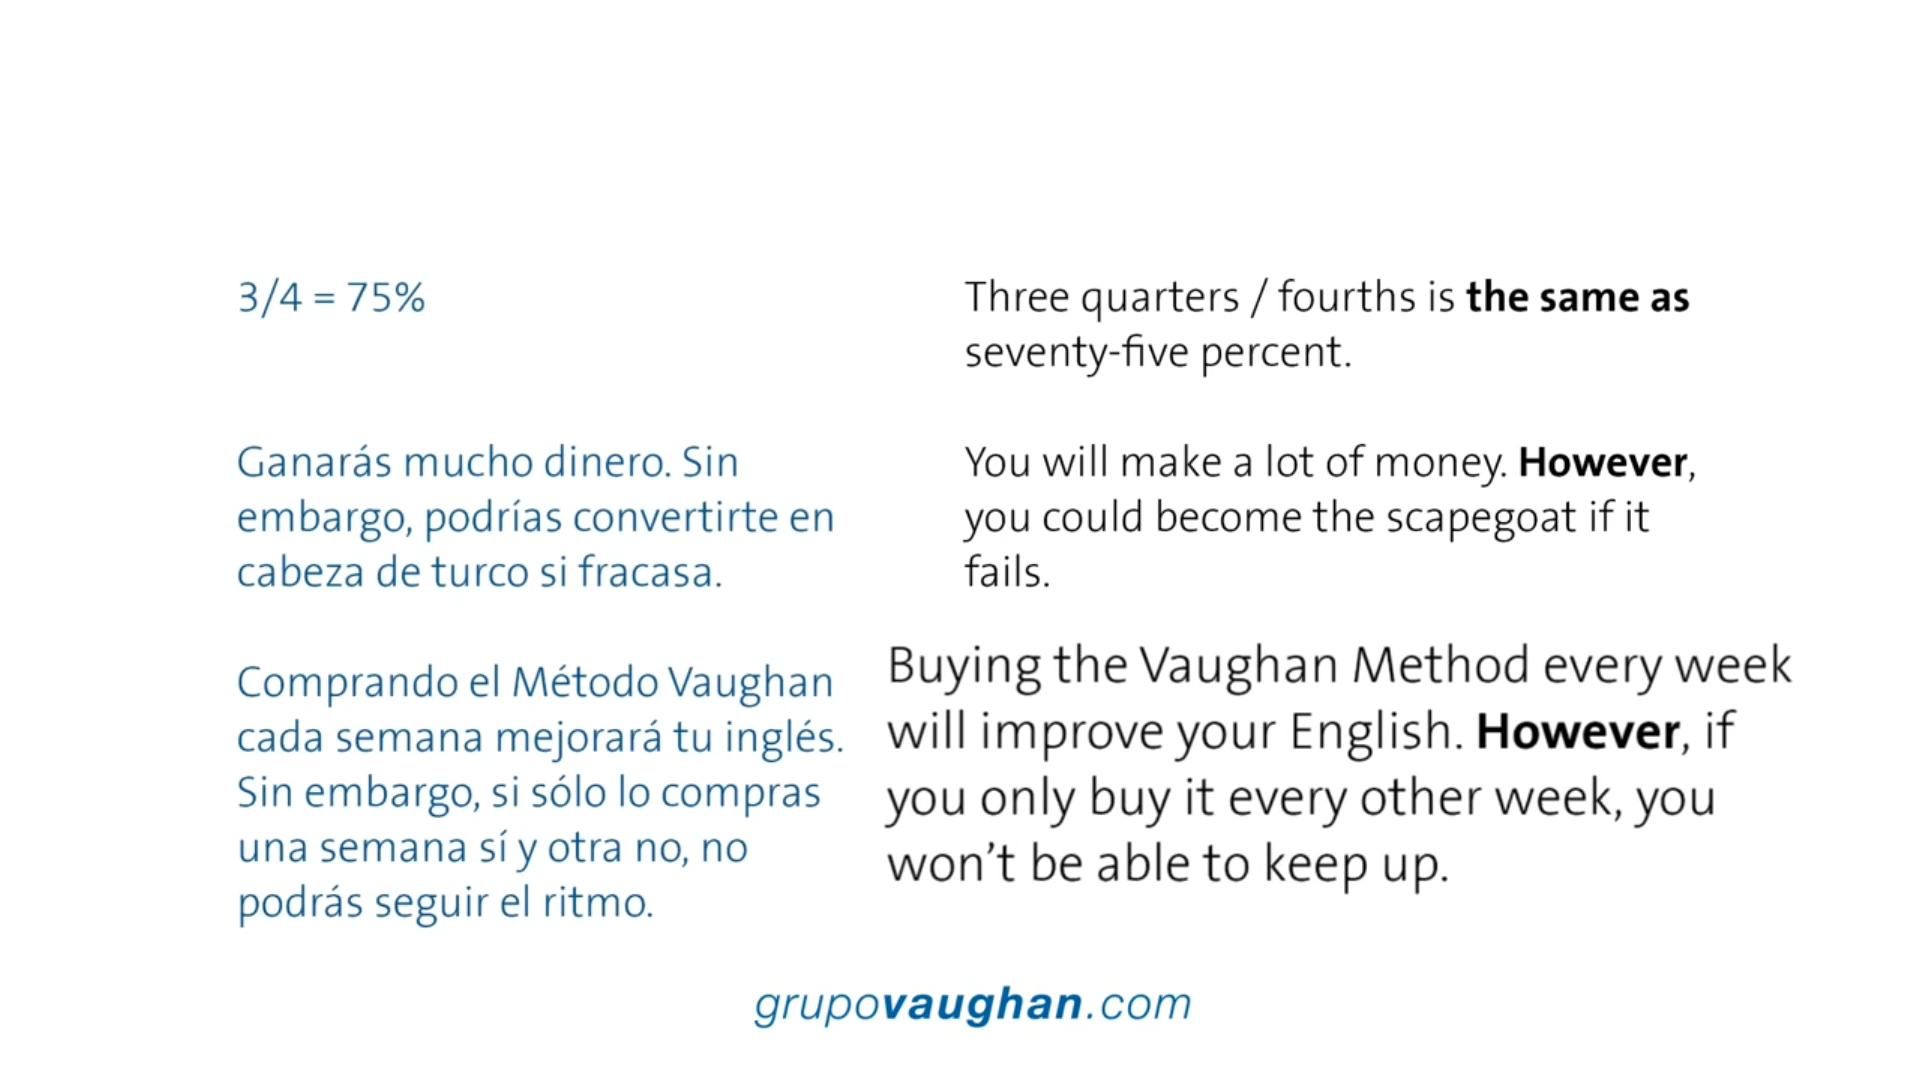 3/4 = 75%
Three quarters / fourths is the same as
seventy-five percent.
Ganarás mucho dinero. Sin
embargo, podrías convertirte en
cabeza de turco si fracasa.
You will make a lot of money. However,
you could become the scapegoat if it
fails.
Comprando el Método Vaughan
cada semana mejorará tu inglés.
Sin embargo, si sólo lo compras
una semana sí y otra no, no
podrás seguir el ritmo.
Buying the Vaughan Method every week
will improve your English. However, if
you only buy it every other week, you
won't be able to keep up.
grupovaughan.com